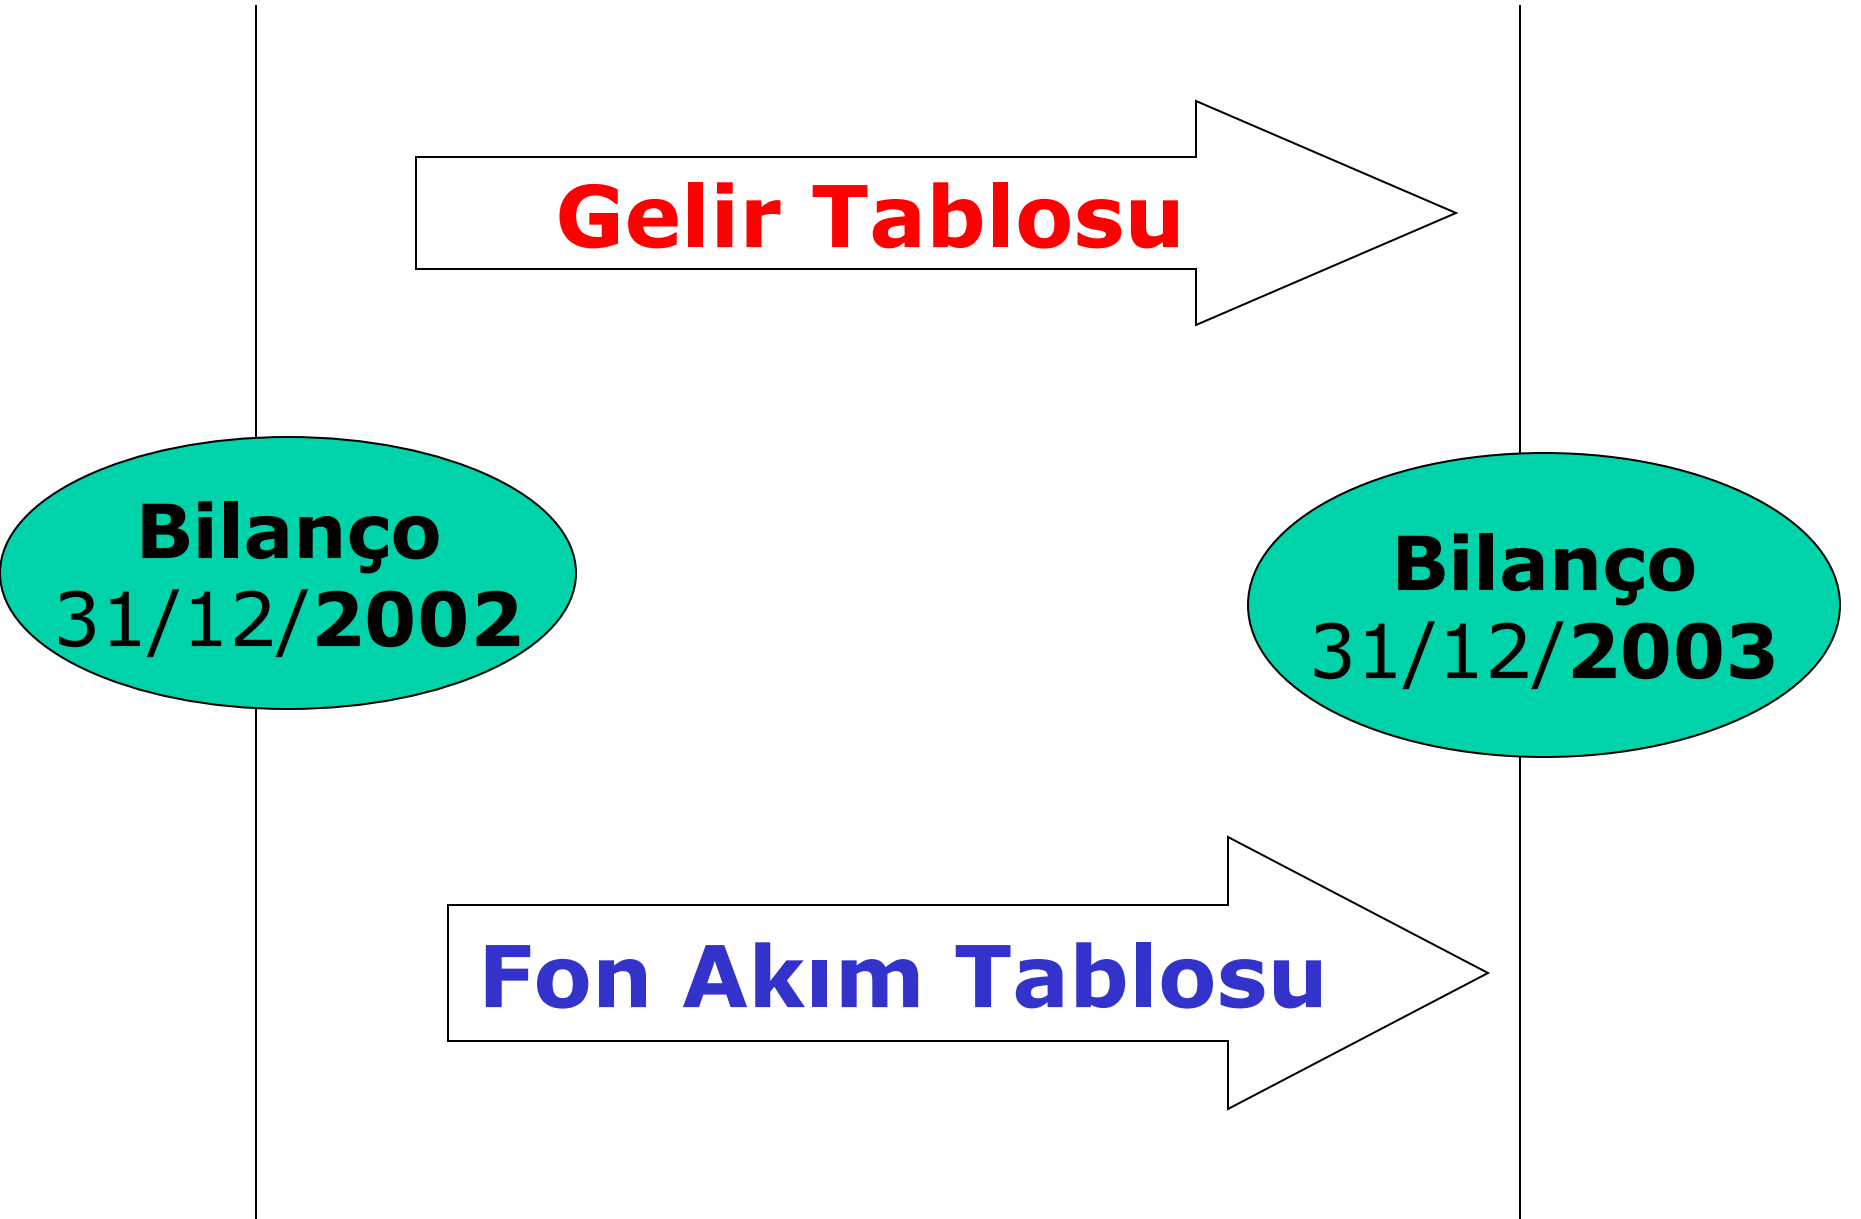 Gelir Tablosu
Bilanço
31/12/2002
Bilanço
31/12/2003
Fon Akım Tablosu